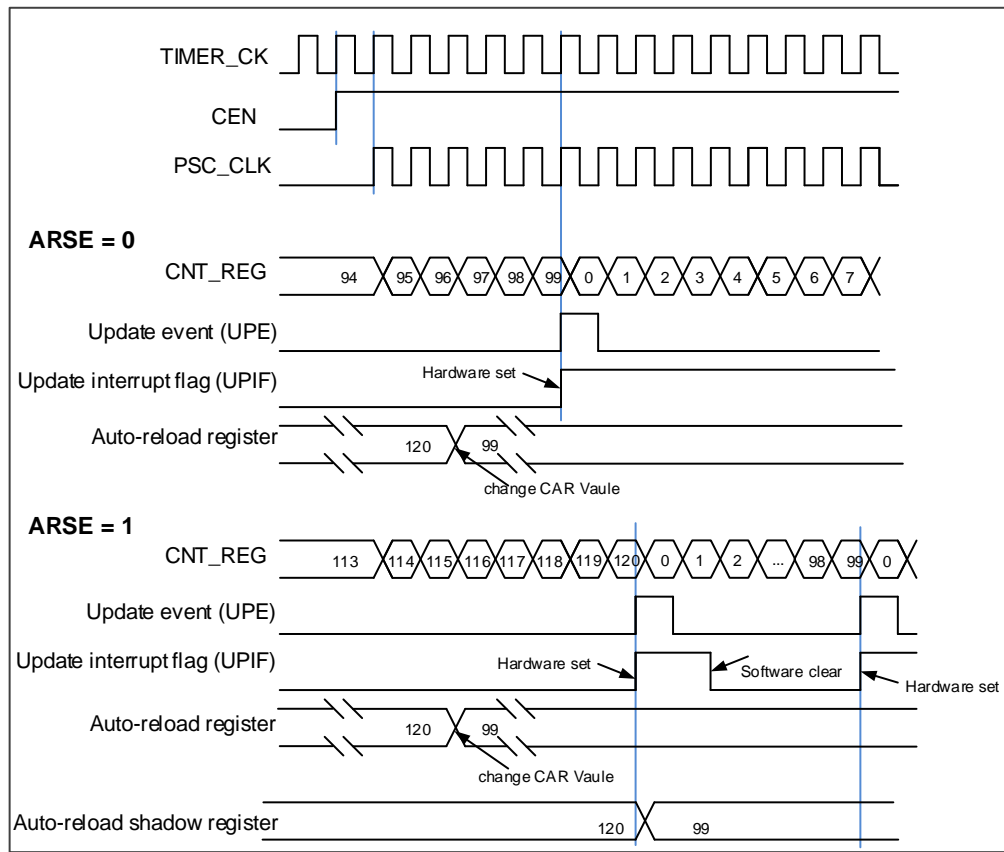 TIMER_CK
CEN
PSC_CLK
ARSE = 0
CNT_REG 94 95 96 97 98 99 0 1 2 3 4 5 6 7
Update event (UPE)
Update interrupt flag (UPIF) Hardware set
Auto-reload register 120 99
change CAR Vaule
ARSE = 1
CNT_REG 113 114 115 116 117 118 119 120 0 1 2 ... 98 99 0
Update event (UPE)
Update interrupt flag (UPIF) Hardware set Software clear Hardware set
Auto-reload register 120 99
change CAR Vaule
Auto-reload shadow register 120 99